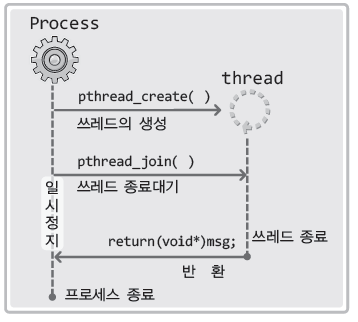 Process
thread
pthread_create( )
쓰레드의 생성
pthread_join( )
쓰레드 종료대기
일시정지
return(void*)msg;
쓰레드 종료
반 환
프로세스 종료